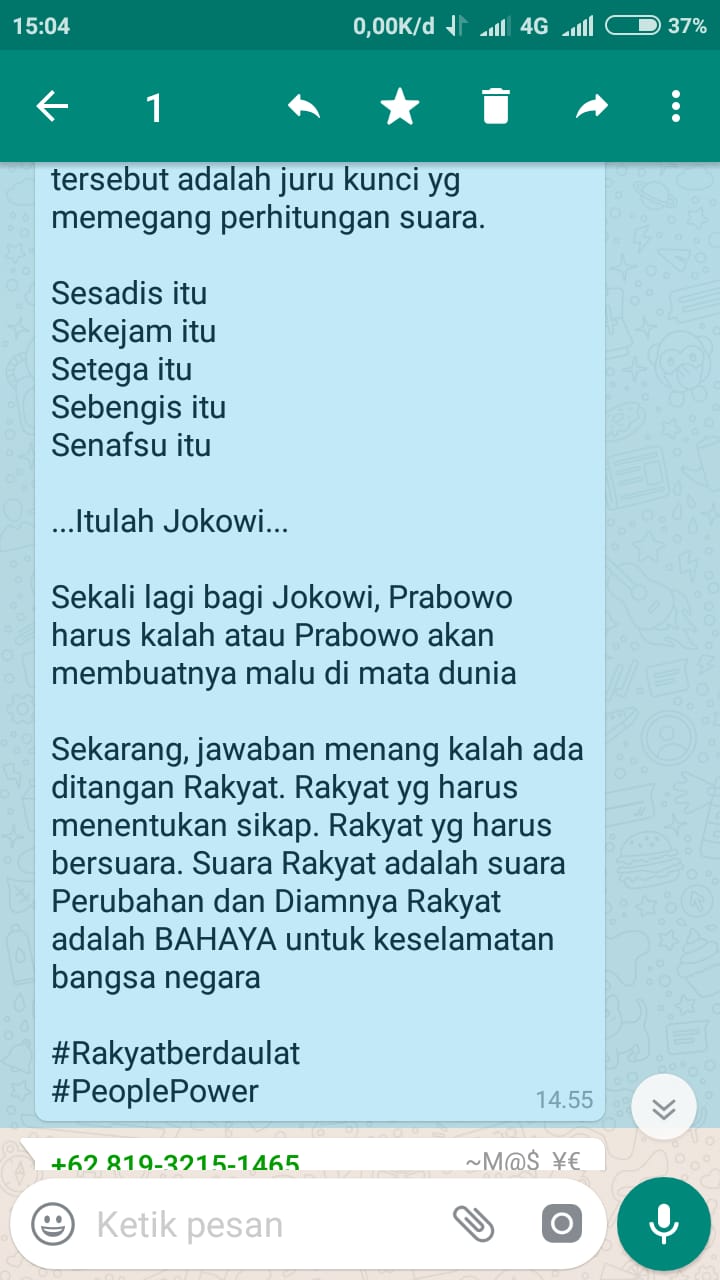 15:04 0,00K/d 4G 37%
1
tersebut adalah juru kunci yg
memegang perhitungan suara.
Sesadis itu
Sekejam itu
Setega itu
Sebengis itu
Senafsu itu
...Itulah Jokowi...
Sekali lagi bagi Jokowi, Prabowo
harus kalah atau Prabowo akan
membuatnya malu di mata dunia
Sekarang, jawaban menang kalah ada
ditangan Rakyat. Rakyat yg harus
menentukan sikap. Rakyat yg harus
bersuara. Suara Rakyat adalah suara
Perubahan dan Diamnya Rakyat
adalah BAHAYA untuk keselamatan
bangsa negara
#Rakyatberdaulat
#PeoplePower
14.55
+62 819-3215-1465 ~M@$ ¥€
Ketik pesan